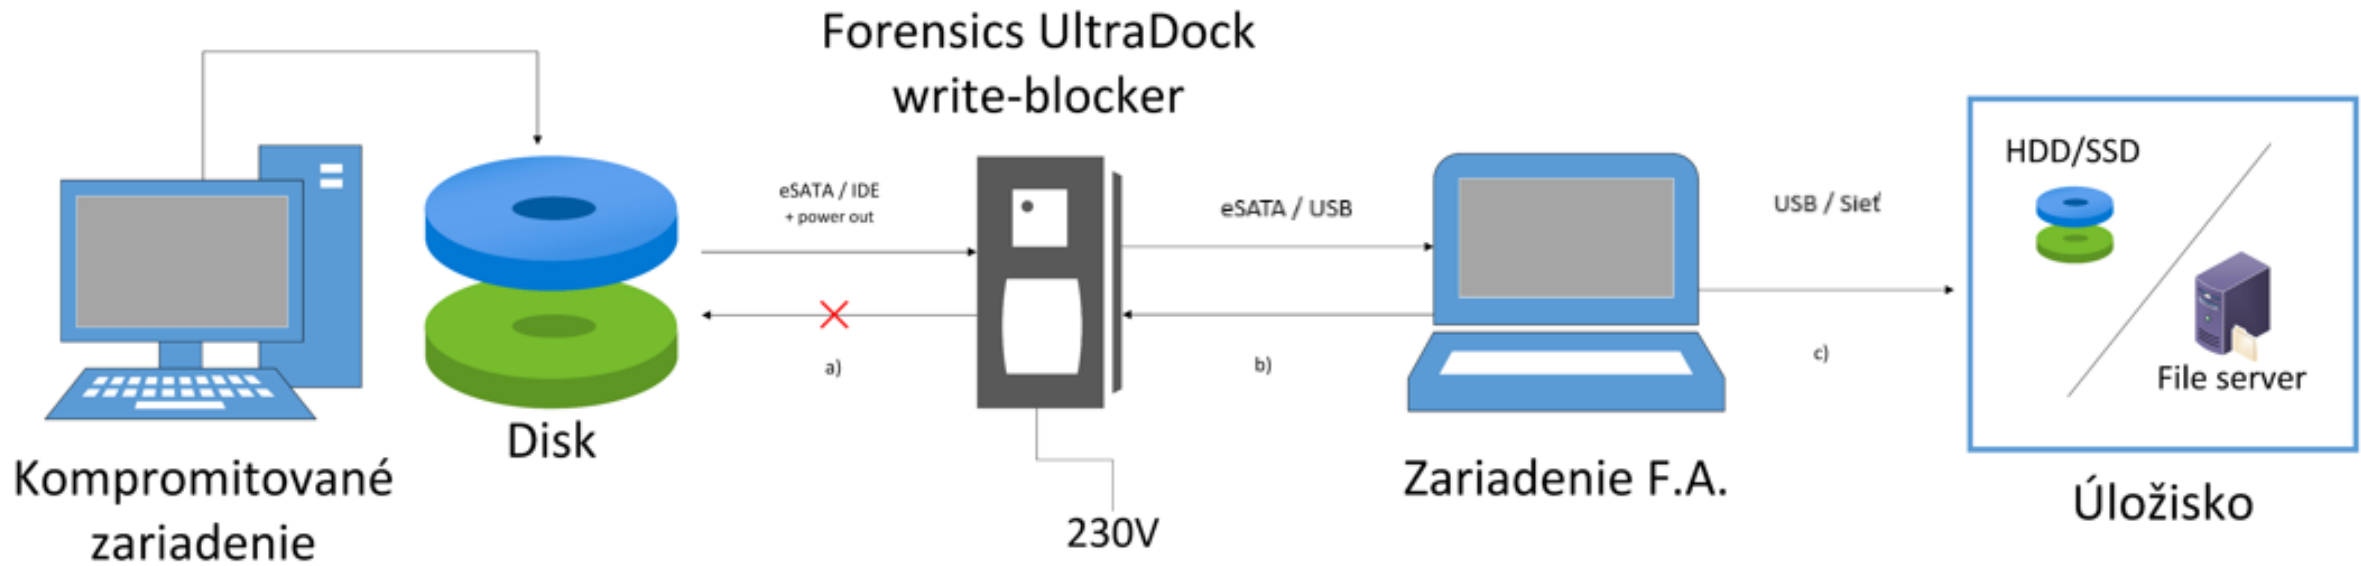 Forensics UltraDock
write-blocker
eSATA / IDE
+ power out
a)
eSATA / USB
b)
USB / Sieť
c)
HDD/SSD
File server
Kompromitované
zariadenie
Disk
230V
Zariadenie F.A.
Úložisko